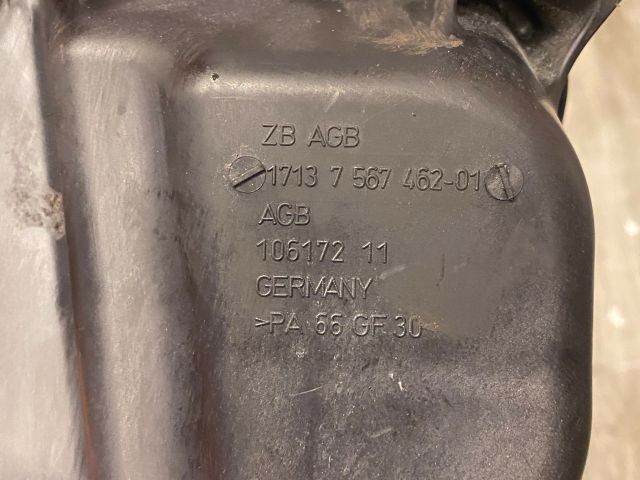 ZB AGB
1713 7 567 462-01
AGB
106172 11
GERMANY
>PA 66 GF 30